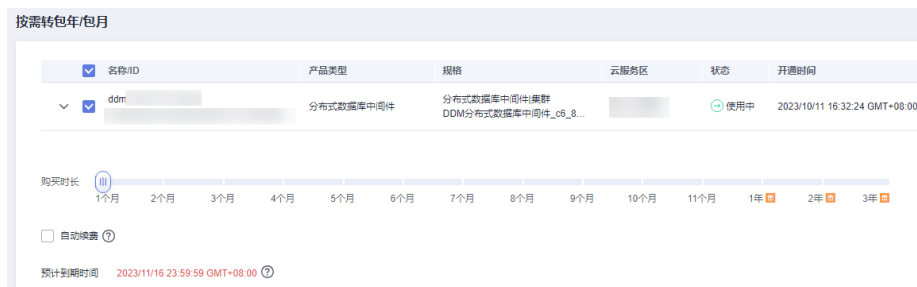 按需转包年/包月
名称/ID 产品类型 规格 云服务区 状态 开通时间
ddm 分布式数据库中间件 分布式数据库中间件|集群 使用中 2023/10/11 16:32:24 GMT+08:00
DDM分布式数据库中间件_c6_8...
购买时长
1个月 2个月 3个月 4个月 5个月 6个月 7个月 8个月 9个月 10个月 11个月 1年 2年 3年
自动续费
预计到期时间 2023/11/16 23:59:59 GMT+08:00